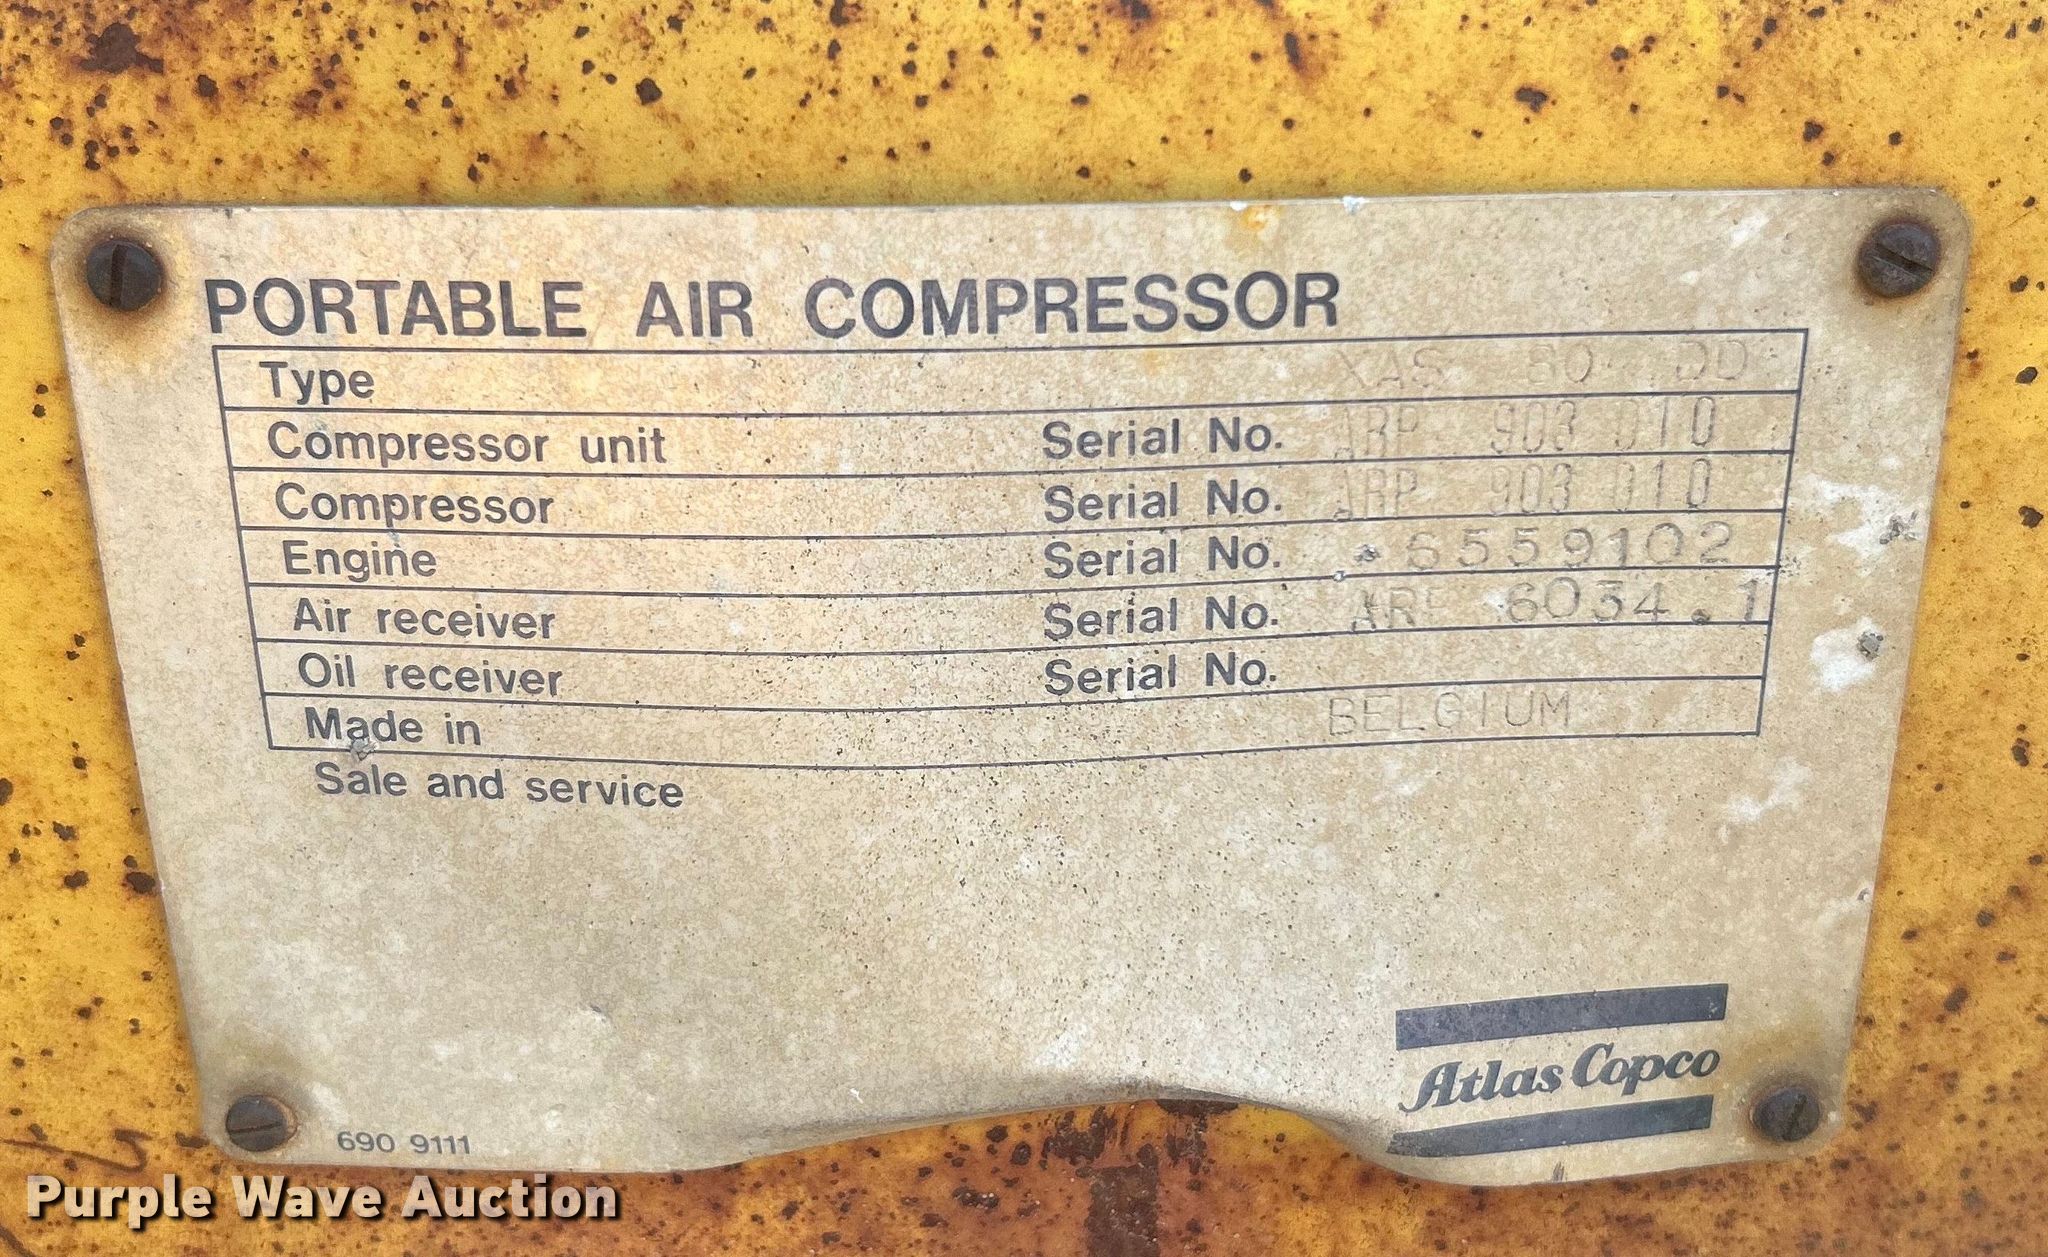 PORTABLE AIR COMPRESSOR
Type XAS 80 DD
Compressor unit Serial No. ARP 903 010
Compressor Serial No. ARP 903 010
Engine Serial No. 6559102
Air receiver Serial No. 6034.1
Oil receiver Serial No.
Made in BELGIUM
Sale and service
Atlas Copco
690 9111
Purple Wave Auction